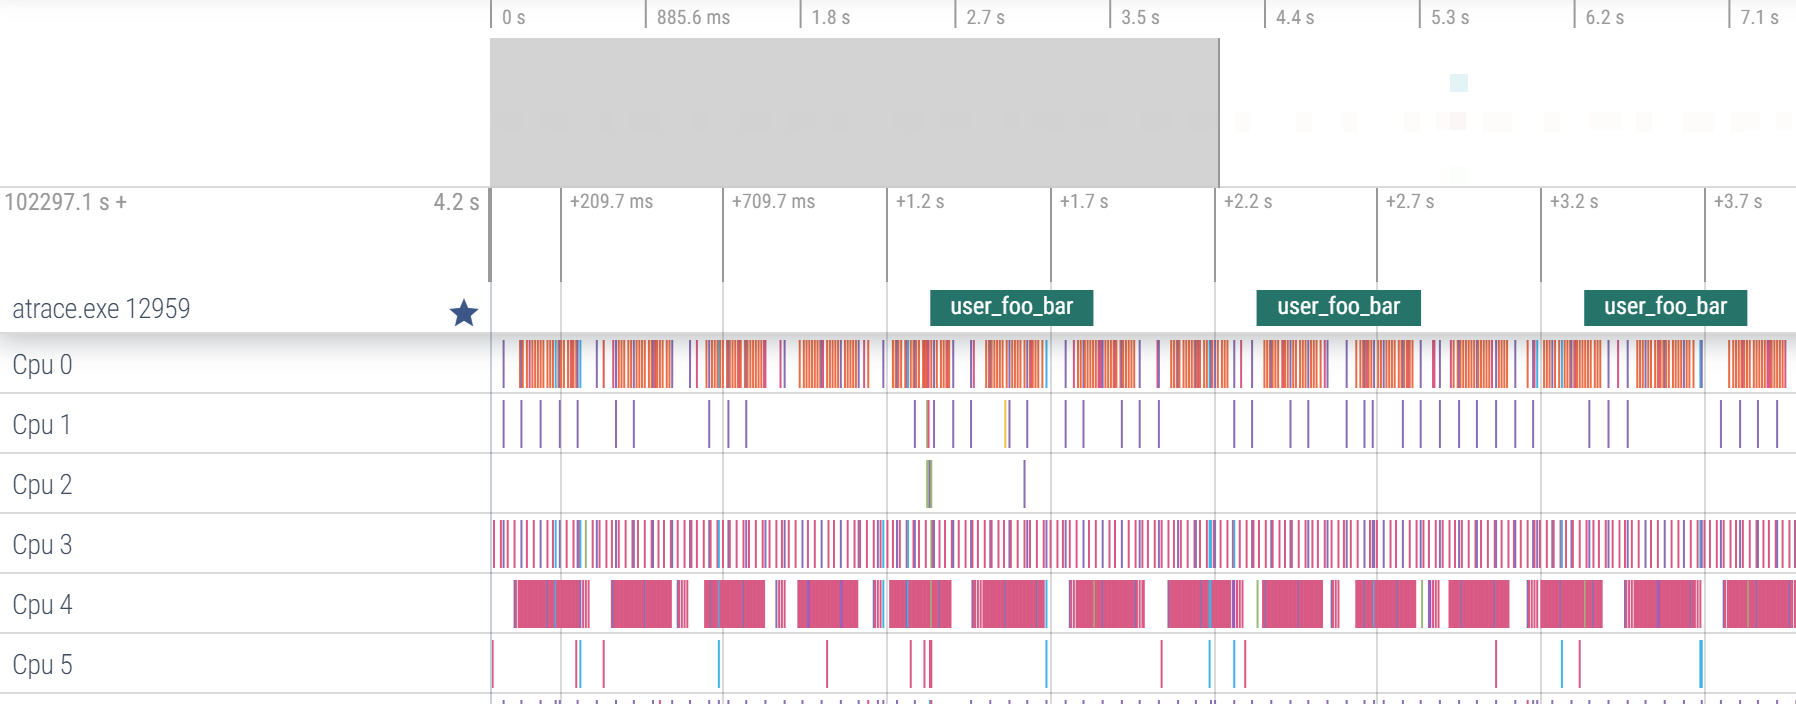 0 s 885.6 ms 1.8 s 2.7 s 3.5 s 4.4 s 5.3 s 6.2 s 7.1 s
102297.1 s + 4.2 s +209.7 ms +709.7 ms +1.2 s +1.7 s +2.2 s +2.7 s +3.2 s +3.7 s
atrace.exe 12959 user_foo_bar user_foo_bar user_foo_bar
Cpu 0
Cpu 1
Cpu 2
Cpu 3
Cpu 4
Cpu 5